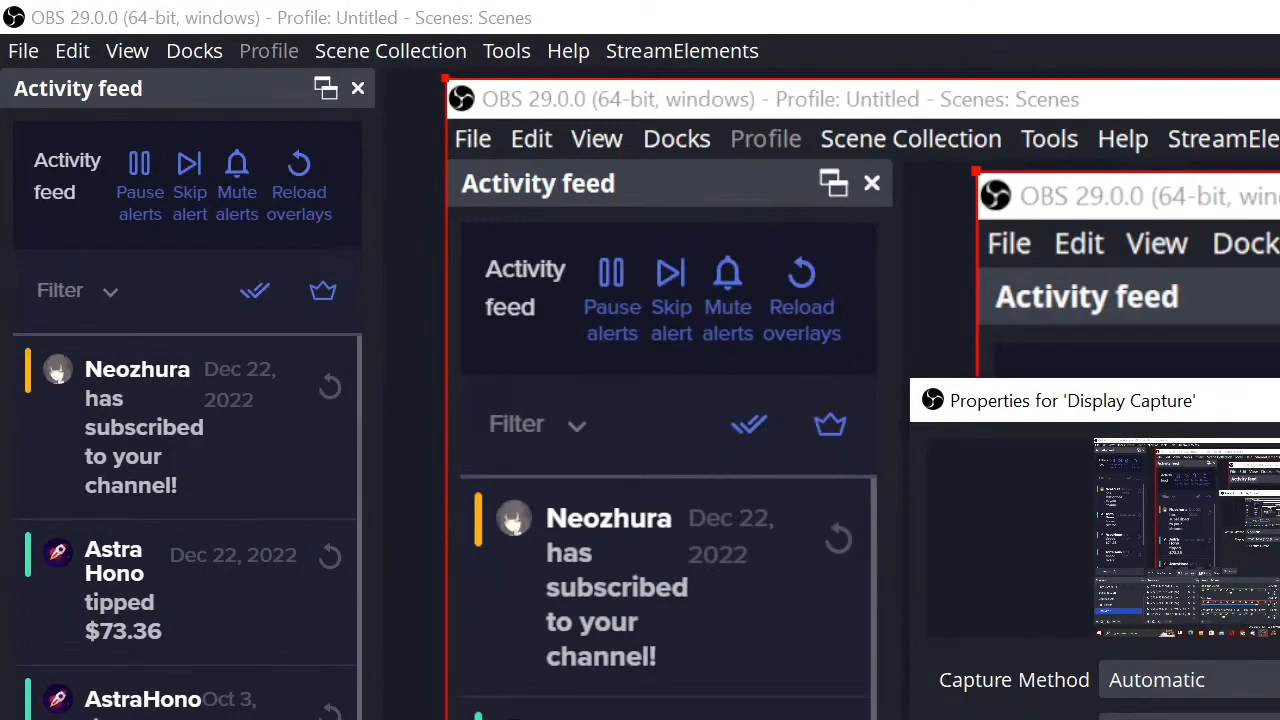 OBS (64-bit, windows) - Profile: Untitled - Scenes: Scenes
File Edit View Docks Profile Scene Collection Tools Help StreamElements
Activity feed
Activity feed
Pause alerts
Skip alert
Mute alerts
Reload overlays
Filter
Neozhura Dec 22, 2022
has
subscribed
to your
channel!
Astra Hono Dec 22, 2022
tipped
$73.36
AstraHono Oct 3,
OBS 29.0.0 (64-bit, windows) - Profile: Untitled - Scenes: Scenes
File Edit View Docks Profile Scene Collection Tools Help StreamEle
Activity feed
Activity feed
Pause alerts
Skip alert
Mute alerts
Reload overlays
Filter
Neozhura Dec 22, 2022
has
subscribed
to your
channel!
OBS 29.0.0 (64-bit, win
File Edit View Dock
Activity feed
Properties for 'Display Capture'
Capture Method Automatic